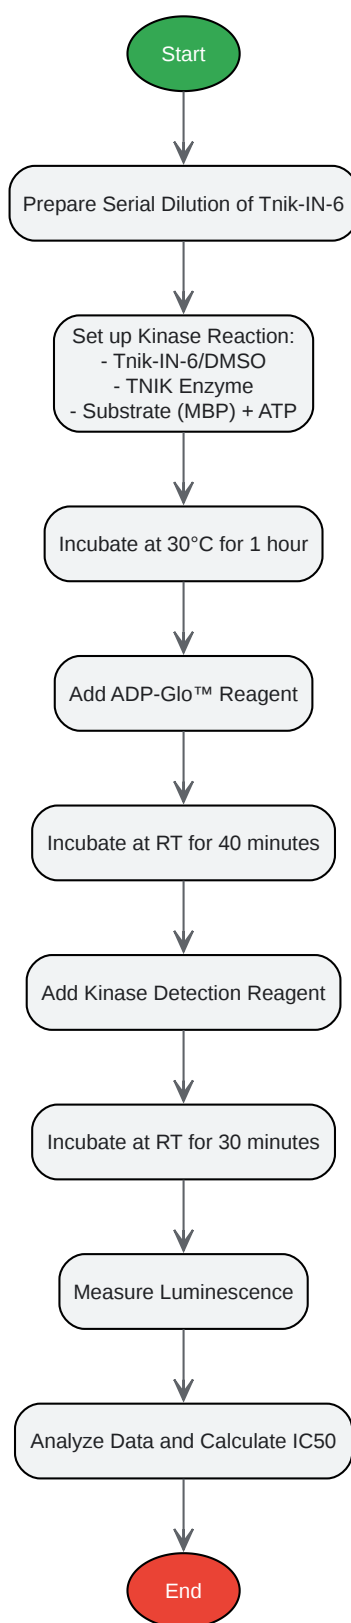 Start
Prepare Serial Dilution of Tnik-IN-6
Set up Kinase Reaction:
- Tnik-IN-6/DMSO
- TNIK Enzyme
- Substrate (MBP) + ATP
Incubate at 30°C for 1 hour
Add ADP-Glo™ Reagent
Incubate at RT for 40 minutes
Add Kinase Detection Reagent
Incubate at RT for 30 minutes
Measure Luminescence
Analyze Data and Calculate IC50
End